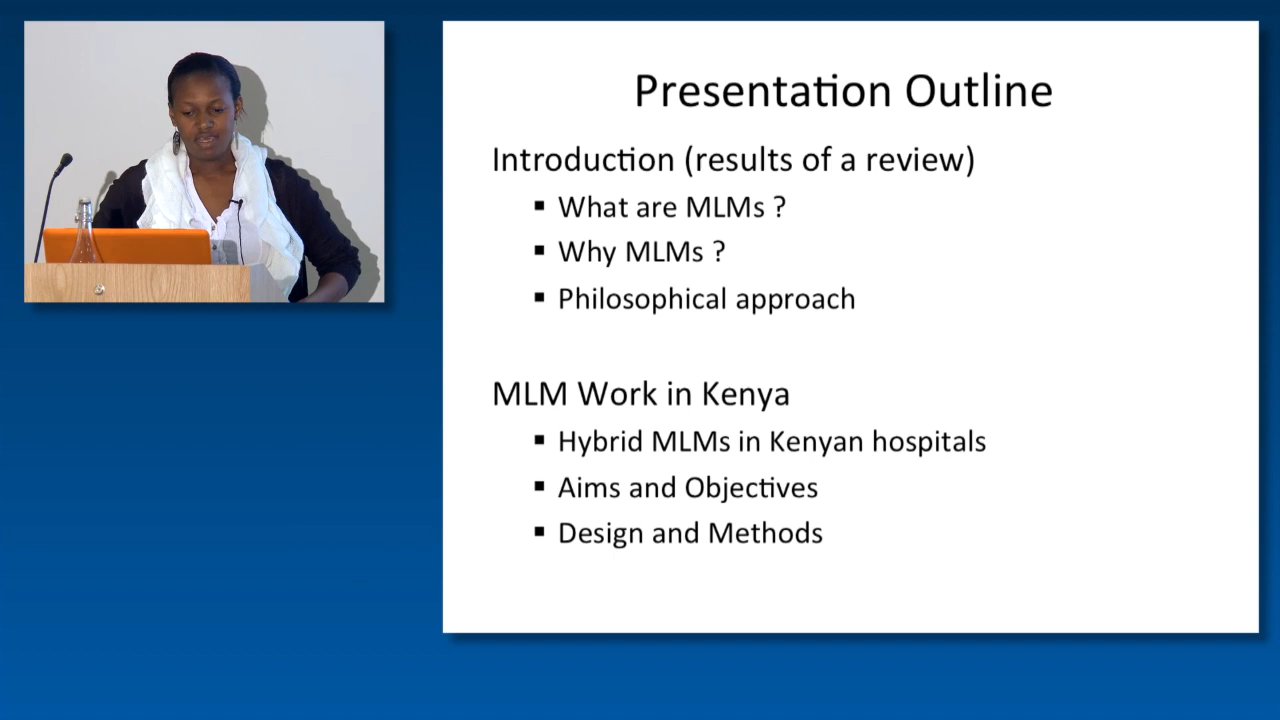 Presentation Outline
Introduction (results of a review)
▪ What are MLMs ?
▪ Why MLMs ?
▪ Philosophical approach
MLM Work in Kenya
▪ Hybrid MLMs in Kenyan hospitals
▪ Aims and Objectives
▪ Design and Methods